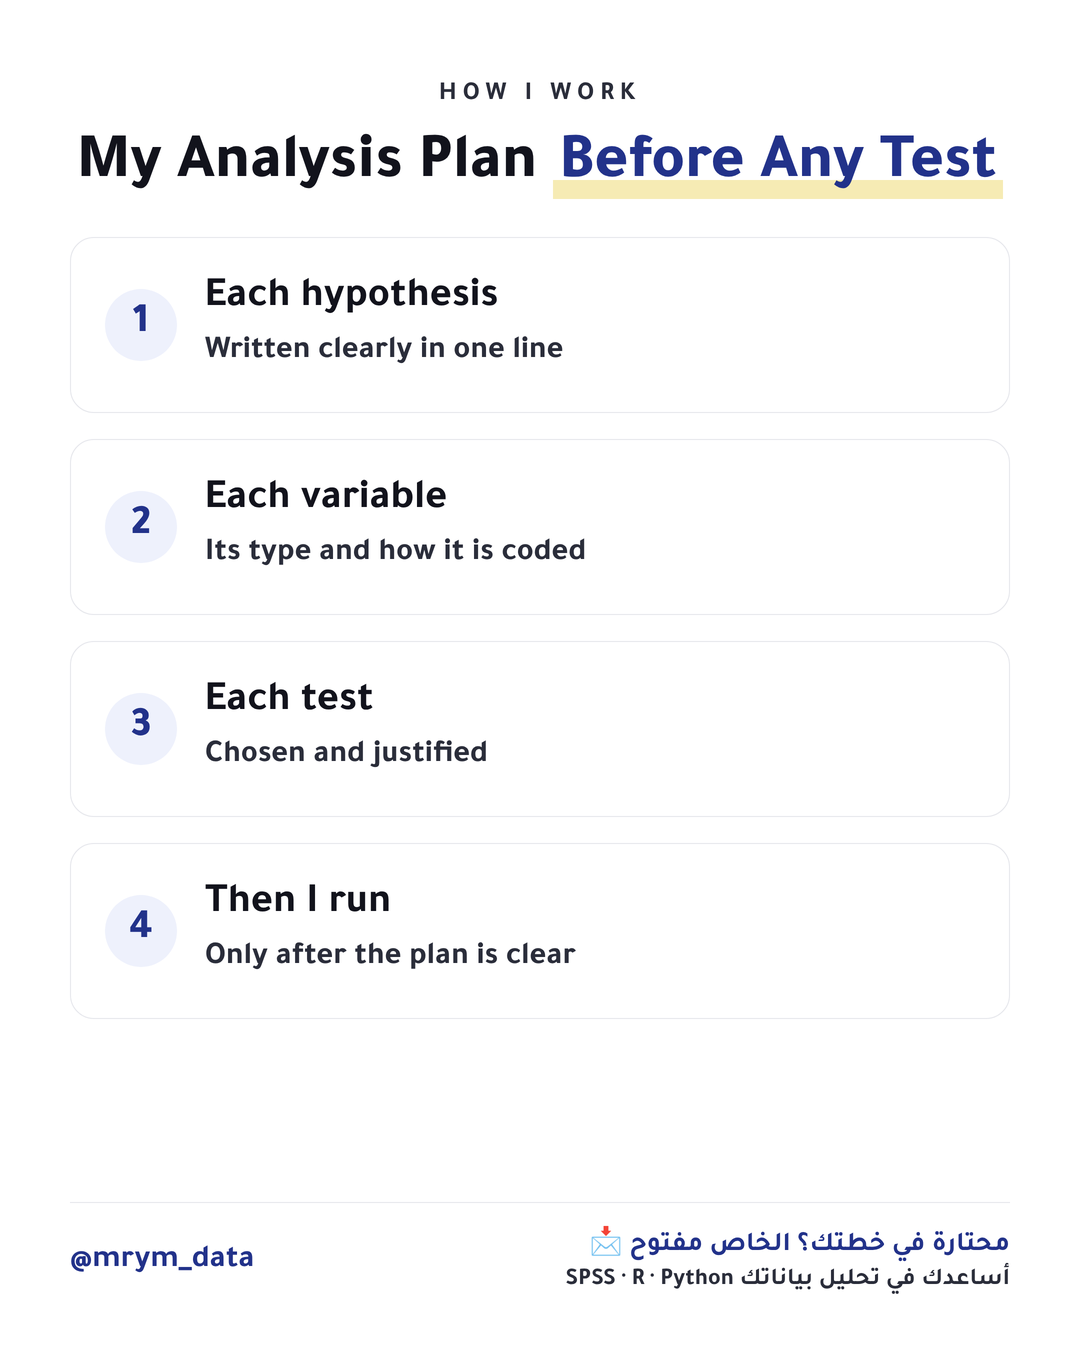 HOW I WORK
My Analysis Plan Before Any Test
1
Each hypothesis
Written clearly in one line
2
Each variable
Its type and how it is coded
3
Each test
Chosen and justified
4
Then I run
Only after the plan is clear
@mrym_data
محتارة في خطتك؟ الخاص مفتوح 📩
أساعدك في تحليل بياناتك SPSS · R · Python